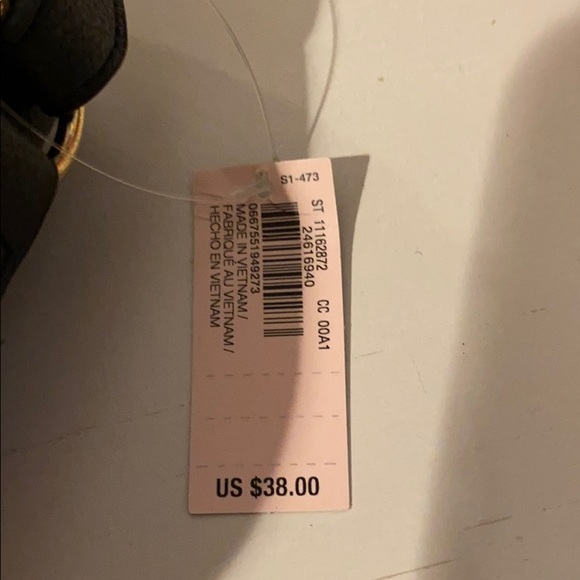 S1-473
ST 11162872 CC 00A1
24616940
0667551949273
MADE IN VIETNAM /
FABRIQUÉ AU VIETNAM /
HECHO EN VIETNAM
US $38.00